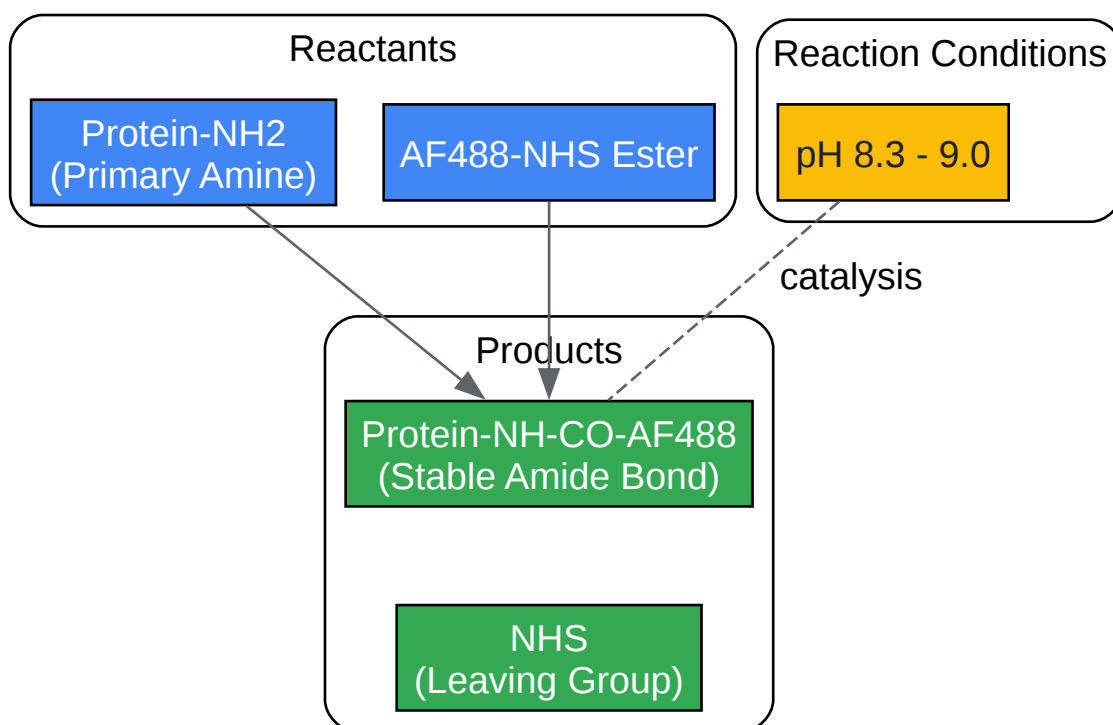 Reactants
Reaction Conditions
Protein-NH2
(Primary Amine)
AF488-NHS Ester
pH 8.3 - 9.0
catalysis
Products
Protein-NH-CO-AF488
(Stable Amide Bond)
NHS
(Leaving Group)